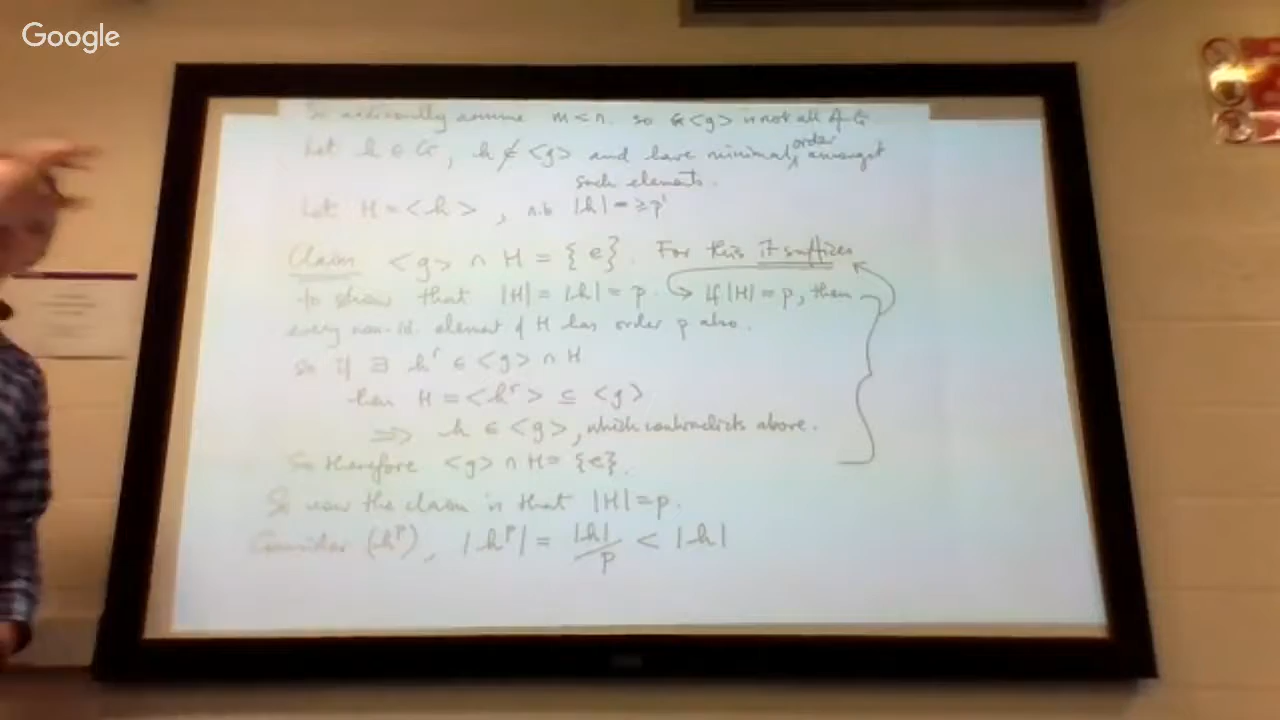 Google
So additionally assume m < n. so <g> is not all of G
Let h ∈ G, h ∉ <g> and have minimal order amongst
such elements.
Let H = <h>, n.b |h| = ≥p
Claim <g> ∩ H = {e}. For this it suffices
to show that |H| = |h| = p. If |H| = p, then
every non-id. element of H has order p also.
So if ∃ h^r ∈ <g> ∩ H
then H = <h^r> ⊆ <g>
⇒ h ∈ <g>, which contradicts above.
So therefore <g> ∩ H = {e}.
So now the claim is that |H| = p.
Consider (h^p), |h^p| = |h|/p < |h|